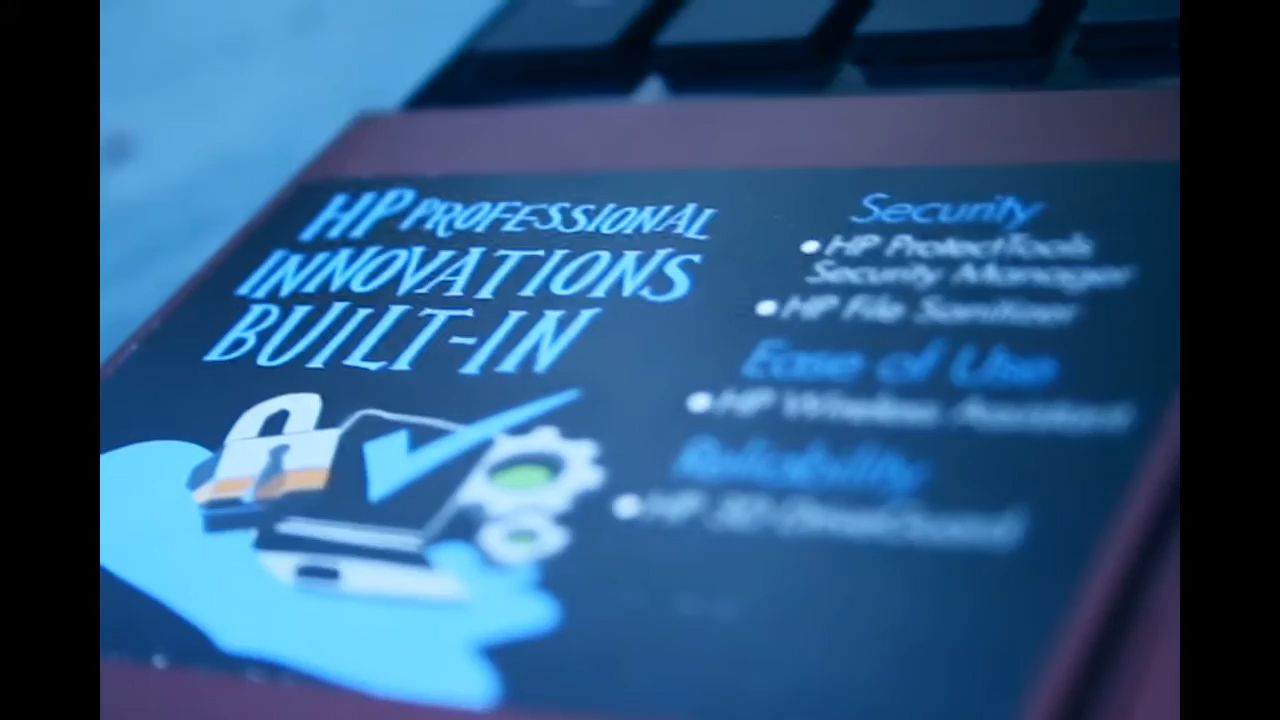 HP PROFESSIONAL
INNOVATIONS
BUILT-IN
Security
• HP ProtectTools
Security Manager
• HP File Sanitizer
Ease of Use
• HP Wireless Assistant
Reliability
• HP 3D DriveGuard